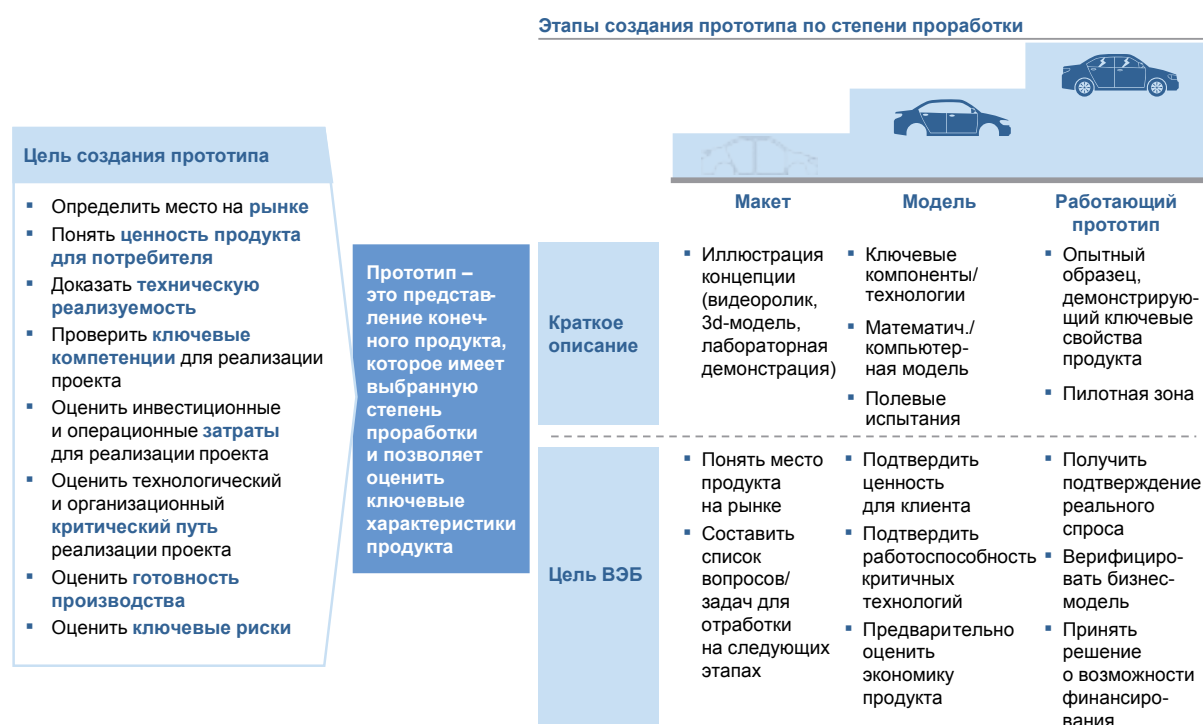 Этапы создания прототипа по степени проработки
Цель создания прототипа
▪ Определить место на рынке
▪ Понять ценность продукта
для потребителя
▪ Доказать техническую
реализуемость
▪ Проверить ключевые
компетенции для реализации
проекта
▪ Оценить инвестиционные
и операционные затраты
для реализации проекта
▪ Оценить технологический
и организационный
критический путь
реализации проекта
▪ Оценить готовность
производства
▪ Оценить ключевые риски
Прототип –
это представ-
ление конеч-
ного продукта,
которое имеет
выбранную
степень
проработки
и позволяет
оценить
ключевые
характеристики
продукта
Макет
Модель
Работающий
прототип
Краткое
описание
▪ Иллюстрация
концепции
(видеоролик,
3d-модель,
лабораторная
демонстрация)
▪ Ключевые
компоненты/
технологии
▪ Математич./
компьютер-
ная модель
▪ Полевые
испытания
▪ Опытный
образец,
демонстрирую-
щий ключевые
свойства
продукта
▪ Пилотная зона
Цель ВЭБ
▪ Понять место
продукта
на рынке
▪ Составить
список
вопросов/
задач для
отработки
на следующих
этапах
▪ Подтвердить
ценность
для клиента
▪ Подтвердить
работоспособность
критичных
технологий
▪ Предварительно
оценить
экономику
продукта
▪ Получить
подтверждение
реального
спроса
▪ Верифициро-
вать бизнес-
модель
▪ Принять
решение
о возможности
финансиро-
вания